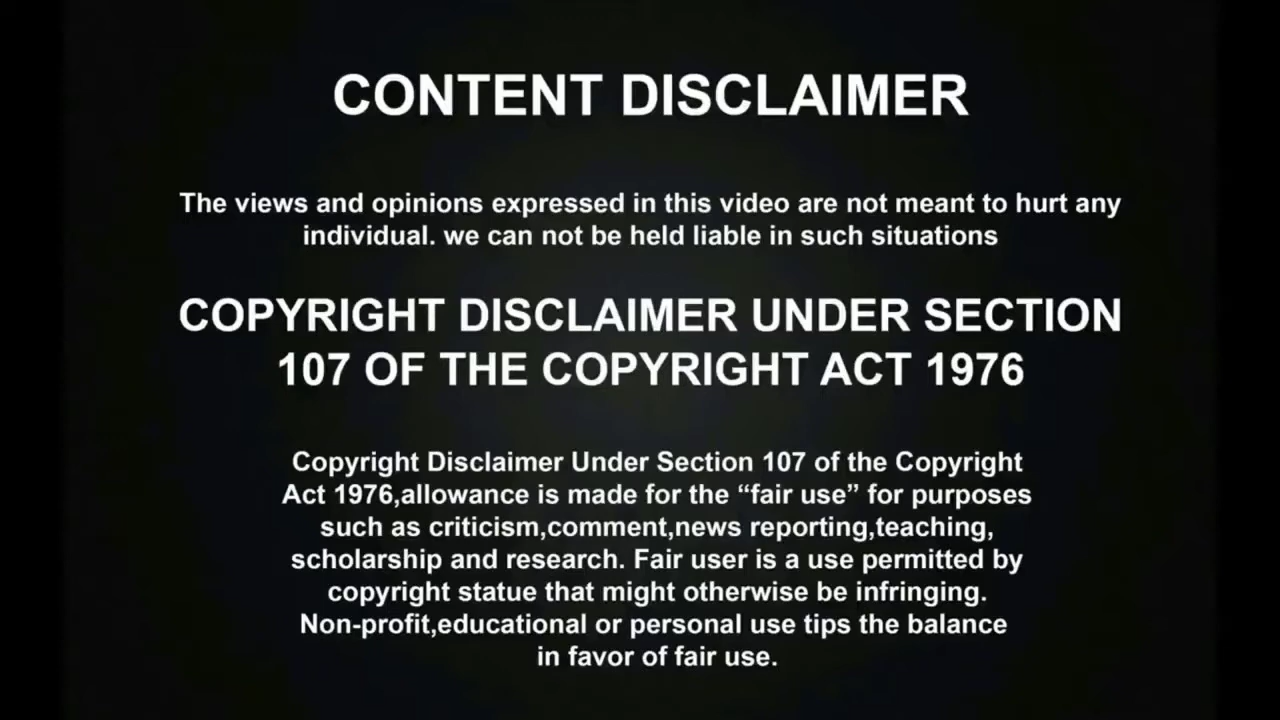 CONTENT DISCLAIMER
The views and opinions expressed in this video are not meant to hurt any
individual. we can not be held liable in such situations
COPYRIGHT DISCLAIMER UNDER SECTION
107 OF THE COPYRIGHT ACT 1976
Copyright Disclaimer Under Section 107 of the Copyright
Act 1976,allowance is made for the “fair use” for purposes
such as criticism,comment,news reporting,teaching,
scholarship and research. Fair user is a use permitted by
copyright statue that might otherwise be infringing.
Non-profit,educational or personal use tips the balance
in favor of fair use.